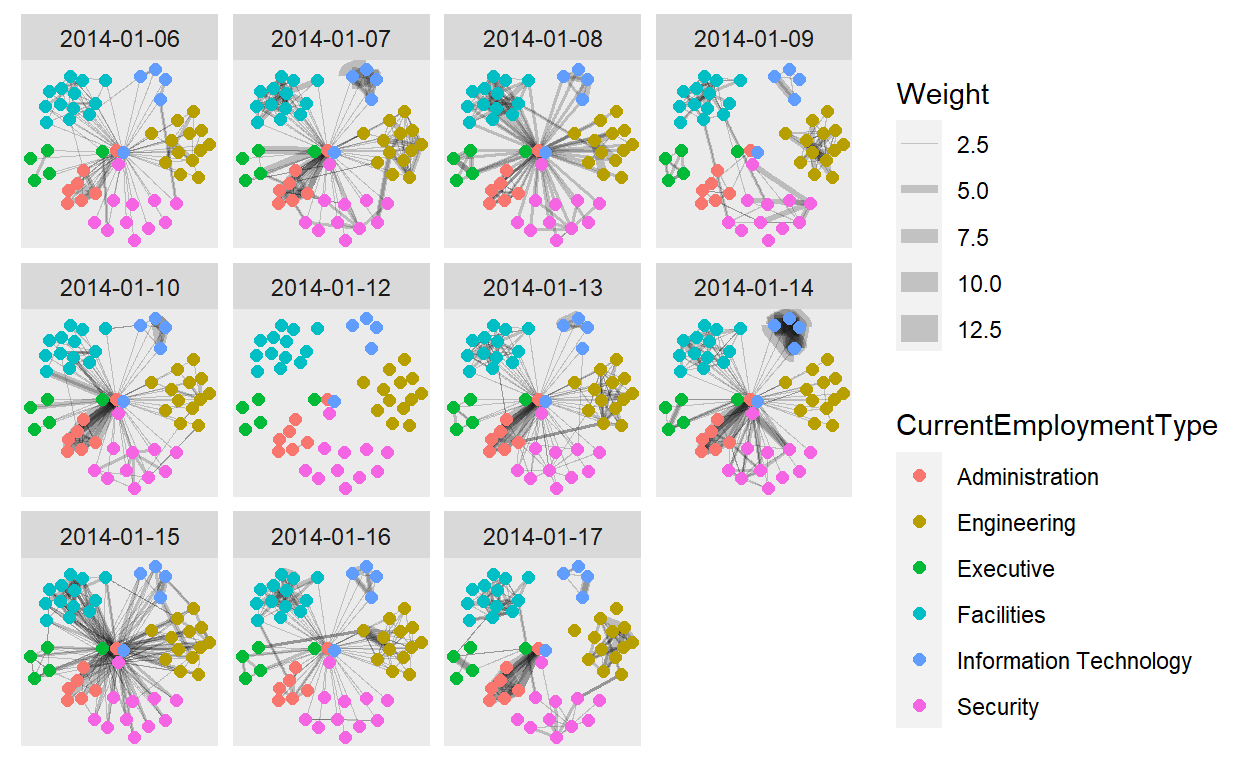 2014-01-06
2014-01-07
2014-01-08
2014-01-09
2014-01-10
2014-01-12
2014-01-13
2014-01-14
2014-01-15
2014-01-16
2014-01-17
Weight
2.5
5.0
7.5
10.0
12.5
CurrentEmploymentType
Administration
Engineering
Executive
Facilities
Information Technology
Security